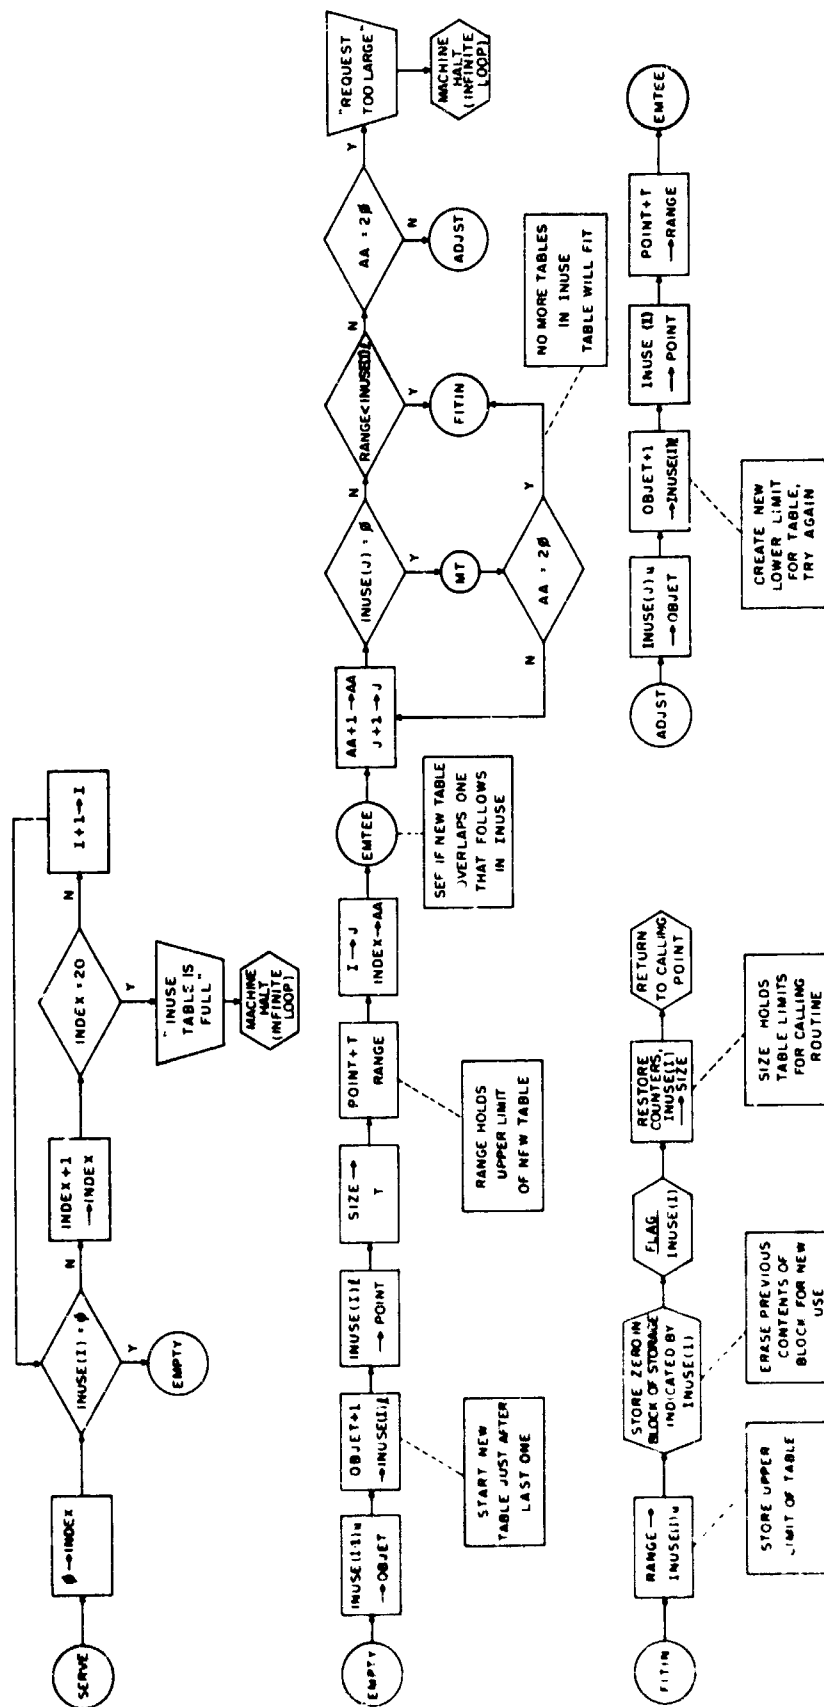 SERVE
ø→INDEX
INUSE(I)=ø
N
Y
EMPTY
INDEX+1
→INDEX
INDEX=20
N
Y
I+1→I
"INUSE
TABLE IS
FULL"
MACHINE
HALT
(INFINITE
LOOP)
EMPTY
→OBJET
OBJET+1
→INUSE(I)ℓ
START NEW
TABLE JUST AFTER
LAST ONE
INUSE(I)ℓ
→POINT
SIZE→
T
POINT+T
RANGE
RANGE HOLDS
UPPER LIMIT
OF NEW TABLE
I→J
INDEX→AA
EMTEE
SEE IF NEW TABLE
OVERLAPS ONE
THAT FOLLOWS
IN INUSE
AA+1→AA
J+1→J
INUSE(J)=ø
N
Y
MT
AA=2ø
N
Y
RANGE<INUSE(J)ℓ
N
Y
FITIN
NO MORE TABLES
IN INUSE
TABLE WILL FIT
AA=2ø
Y
N
ADJST
"REQUEST
TOO LARGE"
MACHINE
HALT
(INFINITE
LOOP)
FITIN
RANGE→
INUSE(I)u
STORE UPPER
LIMIT OF TABLE
STORE ZERO IN
BLOCK OF STORAGE
INDICATED BY
INUSE(I)
ERASE PREVIOUS
CONTENTS OF
BLOCK FOR NEW
USE
FLAG
INUSE(I)
RESTORE
COUNTERS,
INUSE(I)
→SIZE
SIZE HOLDS
TABLE LIMITS
FOR CALLING
ROUTINE
RETURN
TO CALLING
POINT
ADJST
INUSE(J)u
→OBJET
OBJET+1
→INUSE(I)ℓ
CREATE NEW
LOWER LIMIT
FOR TABLE,
TRY AGAIN
INUSE (I)
→POINT
POINT+T
→RANGE
EMTEE